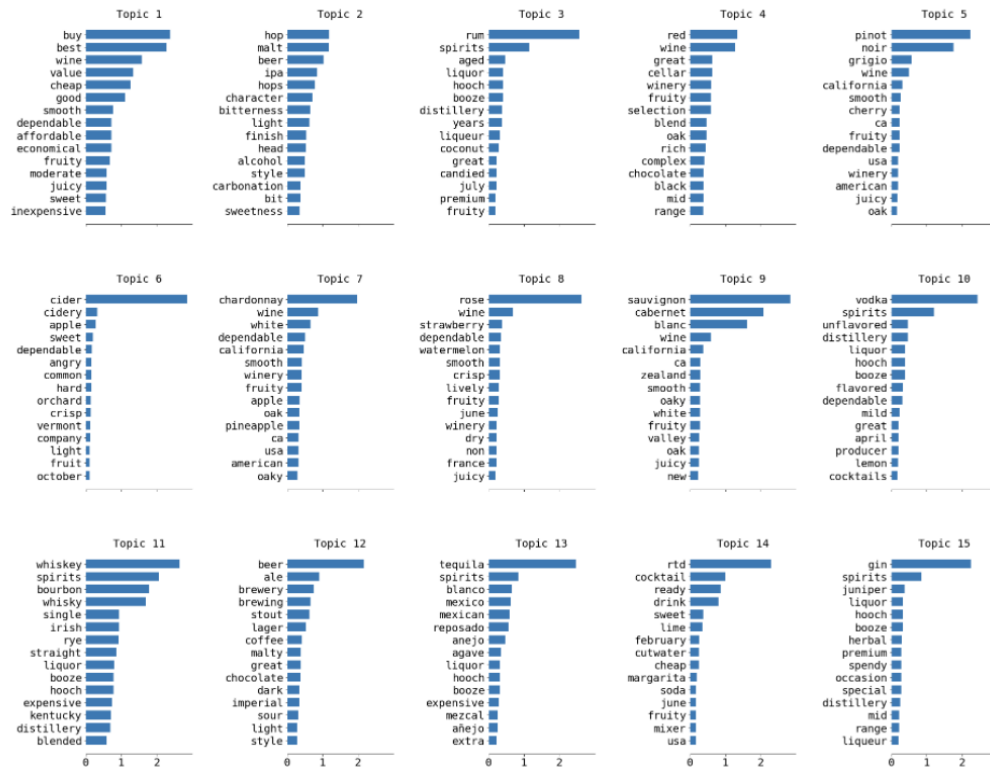 Topic 1
buy
best
wine
value
cheap
good
smooth
dependable
affordable
economical
fruity
moderate
juicy
sweet
inexpensive
Topic 2
hop
malt
beer
ipa
hops
character
bitterness
light
finish
head
alcohol
style
carbonation
bit
sweetness
Topic 3
rum
spirits
aged
liquor
hooch
booze
distillery
years
liqueur
coconut
great
candied
july
premium
fruity
Topic 4
red
wine
great
cellar
winery
fruity
selection
blend
oak
rich
complex
chocolate
black
mid
range
Topic 5
pinot
noir
grigio
wine
california
smooth
cherry
ca
fruity
dependable
usa
winery
american
juicy
oak
Topic 6
cider
cidery
apple
sweet
dependable
angry
common
hard
orchard
crisp
vermont
company
light
fruit
october
Topic 7
chardonnay
wine
white
dependable
california
smooth
winery
fruity
apple
oak
pineapple
ca
usa
american
oaky
Topic 8
rose
wine
strawberry
dependable
watermelon
smooth
crisp
lively
fruity
june
winery
dry
non
france
juicy
Topic 9
sauvignon
cabernet
blanc
wine
california
ca
zealand
smooth
oaky
white
fruity
valley
oak
juicy
new
Topic 10
vodka
spirits
unflavored
distillery
liquor
hooch
booze
flavored
dependable
mild
great
april
producer
lemon
cocktails
Topic 11
whiskey
spirits
bourbon
whisky
single
irish
rye
straight
liquor
booze
hooch
expensive
kentucky
distillery
blended
0 1 2
Topic 12
beer
ale
brewery
brewing
stout
lager
coffee
malty
great
chocolate
dark
imperial
sour
light
style
0 1 2
Topic 13
tequila
spirits
blanco
mexico
mexican
reposado
anejo
agave
liquor
hooch
booze
expensive
mezcal
añejo
extra
0 1 2
Topic 14
rtd
cocktail
ready
drink
sweet
lime
february
cutwater
cheap
margarita
soda
june
fruity
mixer
usa
0 1 2
Topic 15
gin
spirits
juniper
liquor
hooch
booze
herbal
premium
spendy
occasion
special
distillery
mid
range
liqueur
0 1 2